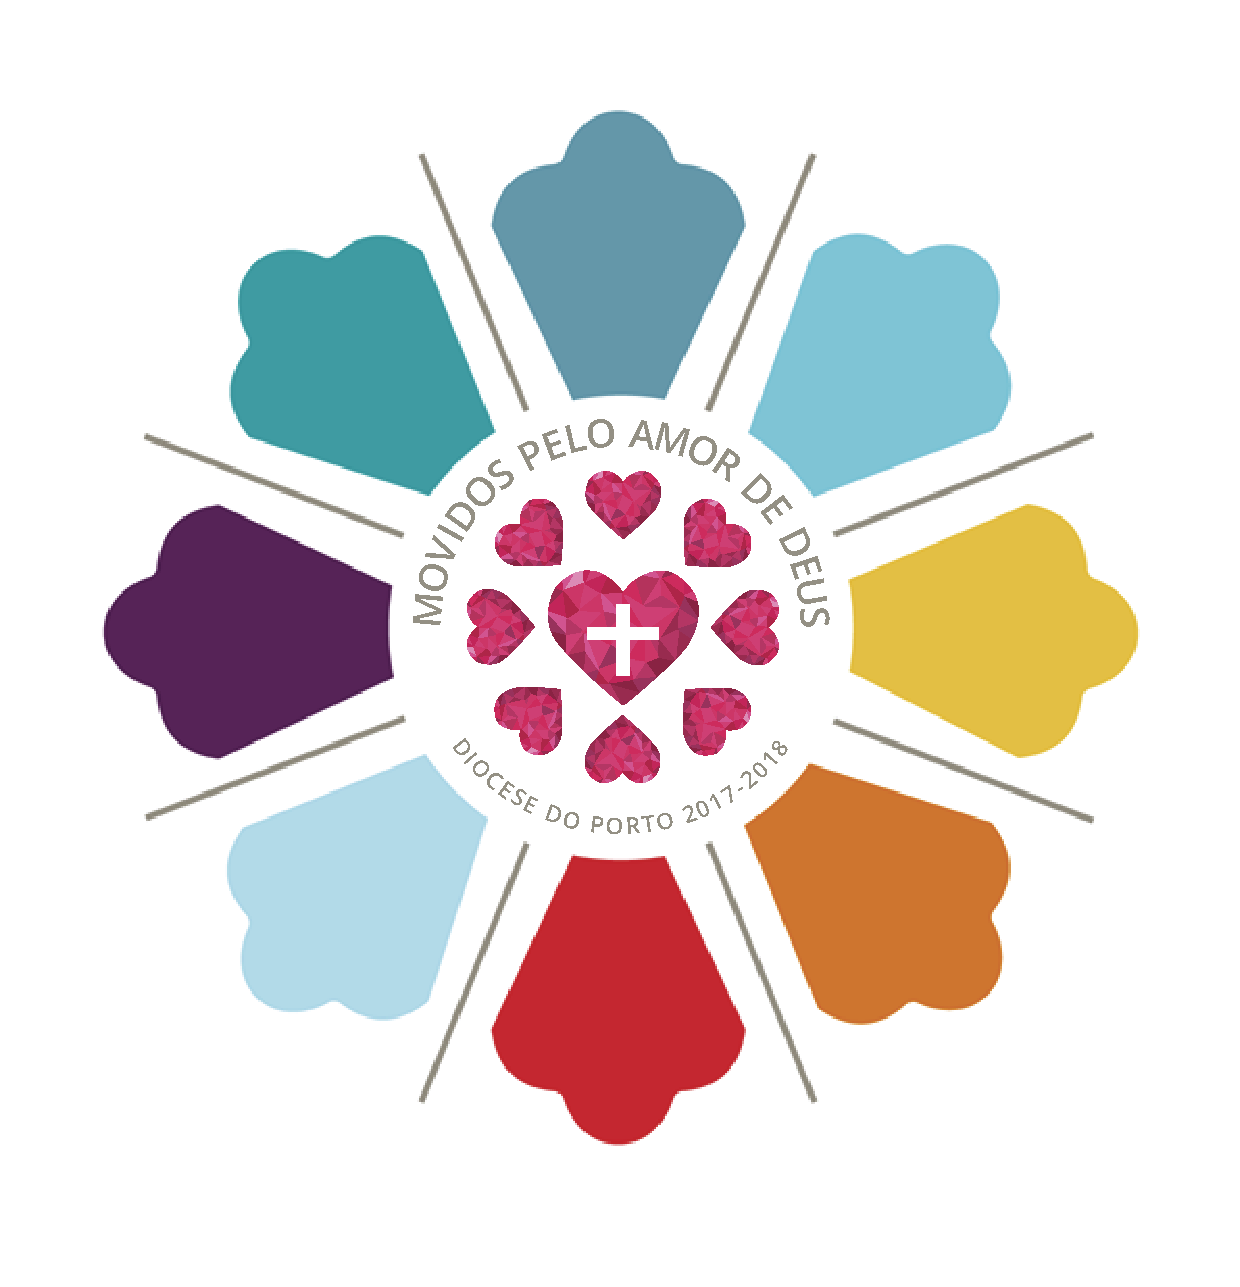 MOVIDOS PELO AMOR DE DEUS
DIOCESE DO PORTO 2017-2018